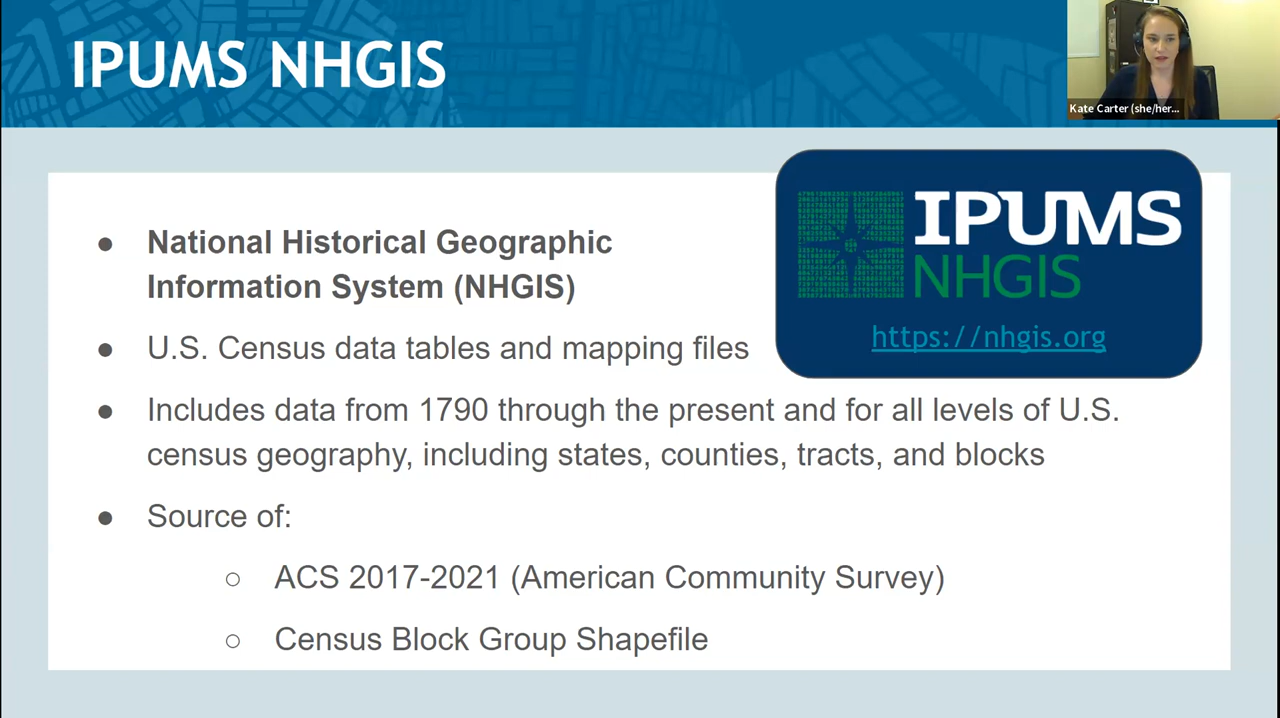 IPUMS NHGIS
Kate Carter (she/her...
National Historical Geographic
Information System (NHGIS)
U.S. Census data tables and mapping files
IPUMS
NHGIS
https://nhgis.org
Includes data from 1790 through the present and for all levels of U.S.
census geography, including states, counties, tracts, and blocks
Source of:
ACS 2017-2021 (American Community Survey)
Census Block Group Shapefile